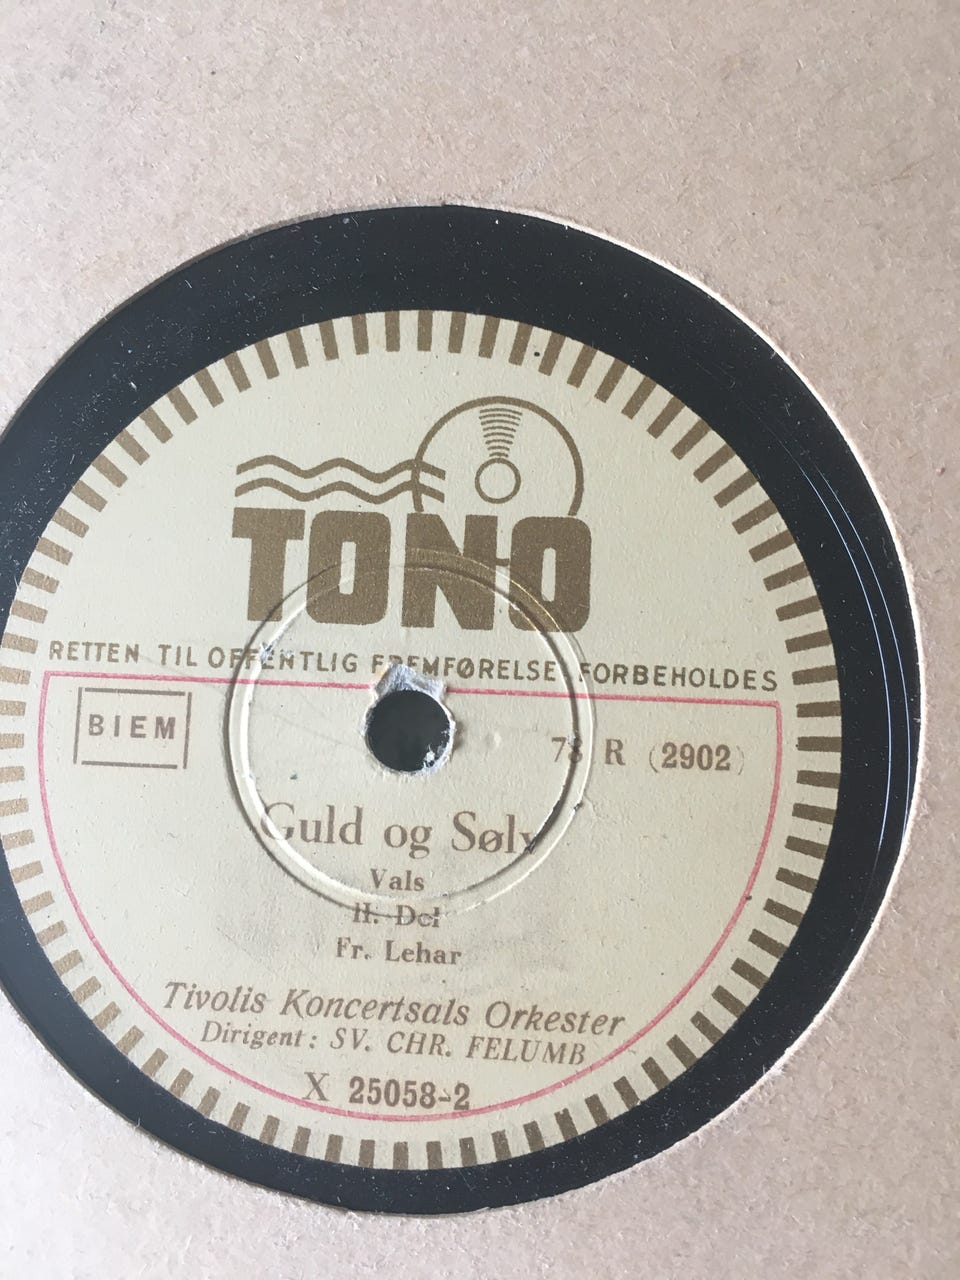 TONO
RETTEN TIL OFFENTLIG FREMFØRELSE FORBEHOLDES
BIEM
78 R (2902)
Guld og Sølv
Vals
II. Del
Fr. Lehar
Tivolis Koncertsals Orkester
Dirigent: SV. CHR. FELUMB
X 25058-2